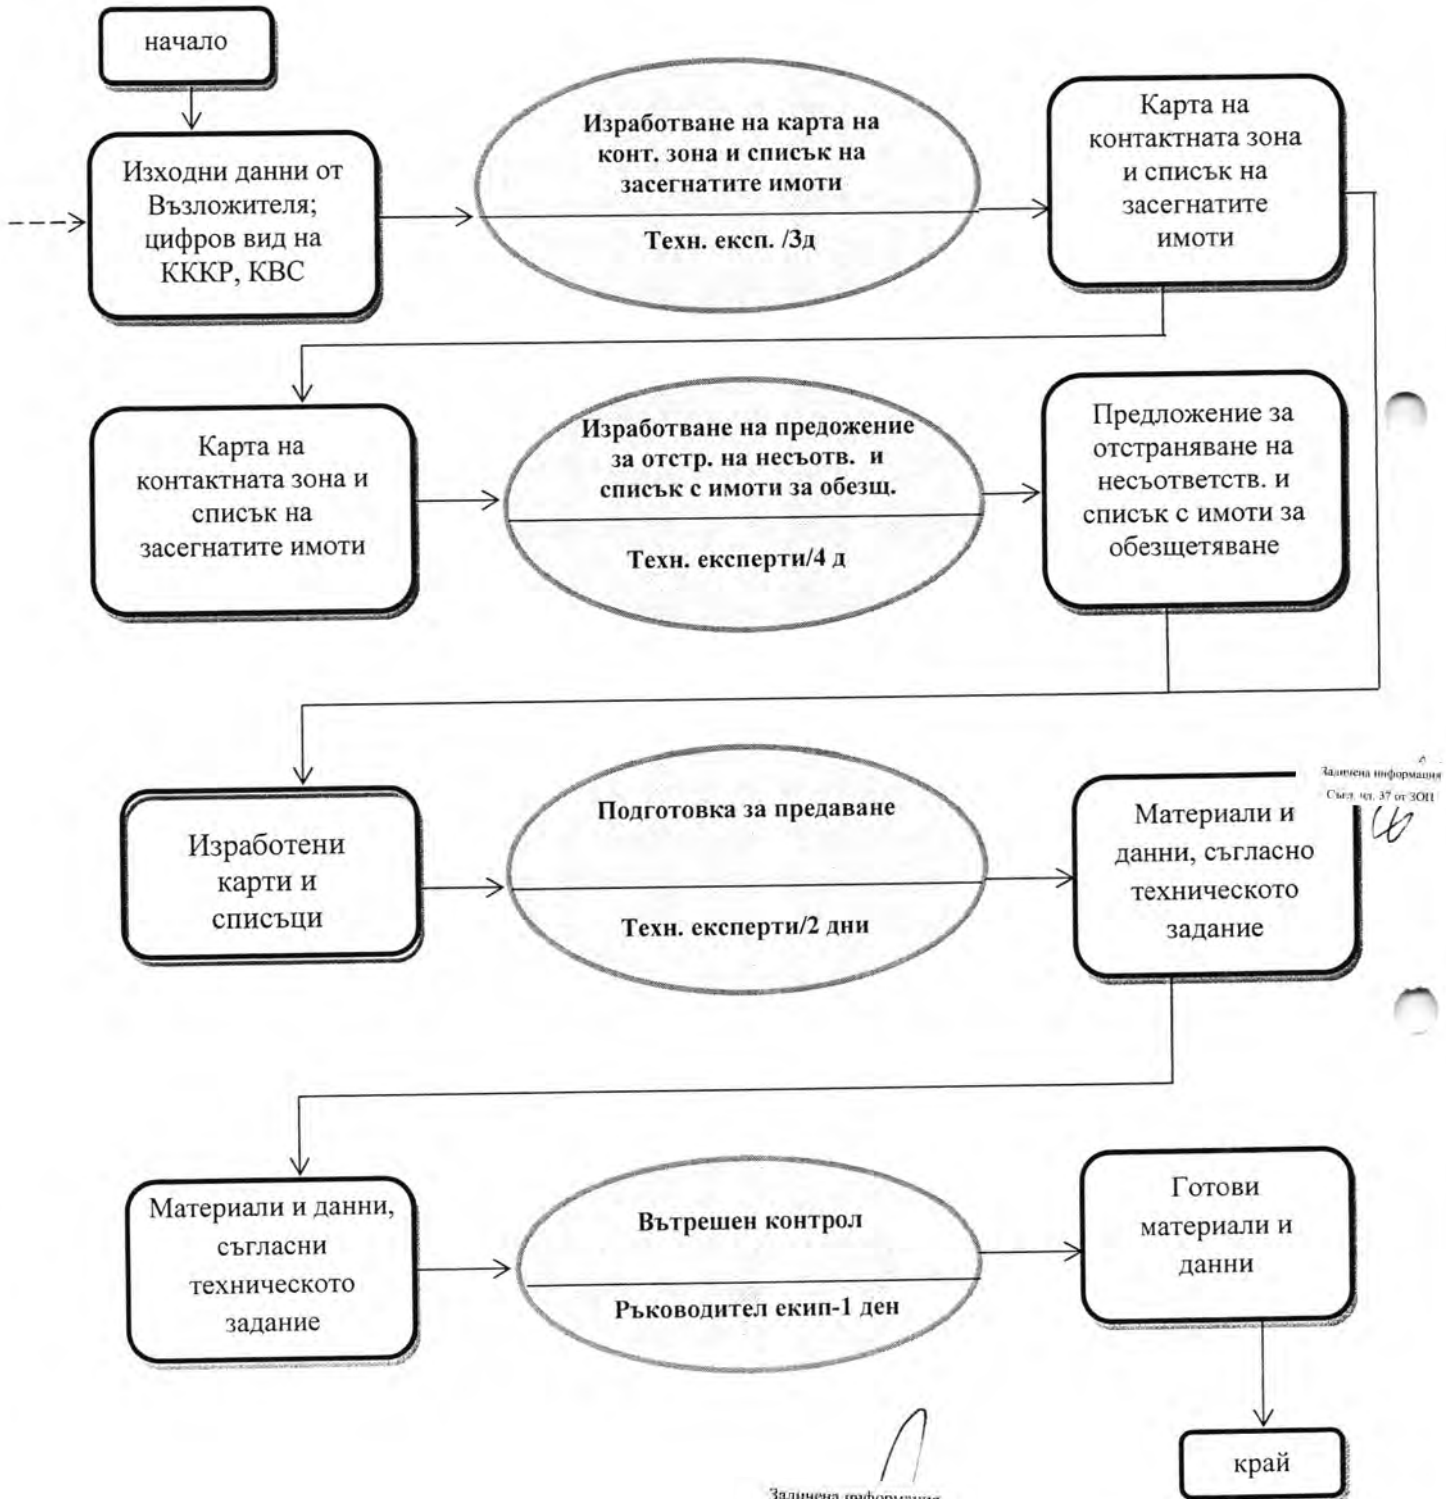 начало
Изходни данни от
Възложителя;
цифров вид на
КККР, КВС
Изработване на карта на
конт. зона и списък на
засегнатите имоти
Техн. експ. /3д
Карта на
контактната зона
и списък на
засегнатите
имоти
Карта на
контактната зона и
списък на
засегнатите имоти
Изработване на предожение
за отстр. на несъотв. и
списък с имоти за обезщ.
Техн. експерти/4 д
Предложение за
отстраняване на
несъответств. и
списък с имоти за
обезщетяване
Изработени
карти и
списъци
Подготовка за предаване
Техн. експерти/2 дни
Материали и
данни, съгласно
техническото
задание
Заличена информация
Съгл. чл. 37 от ЗОП
Материали и данни,
съгласни
техническото
задание
Вътрешен контрол
Ръководител екип-1 ден
Готови
материали и
данни
край
Заличена информация